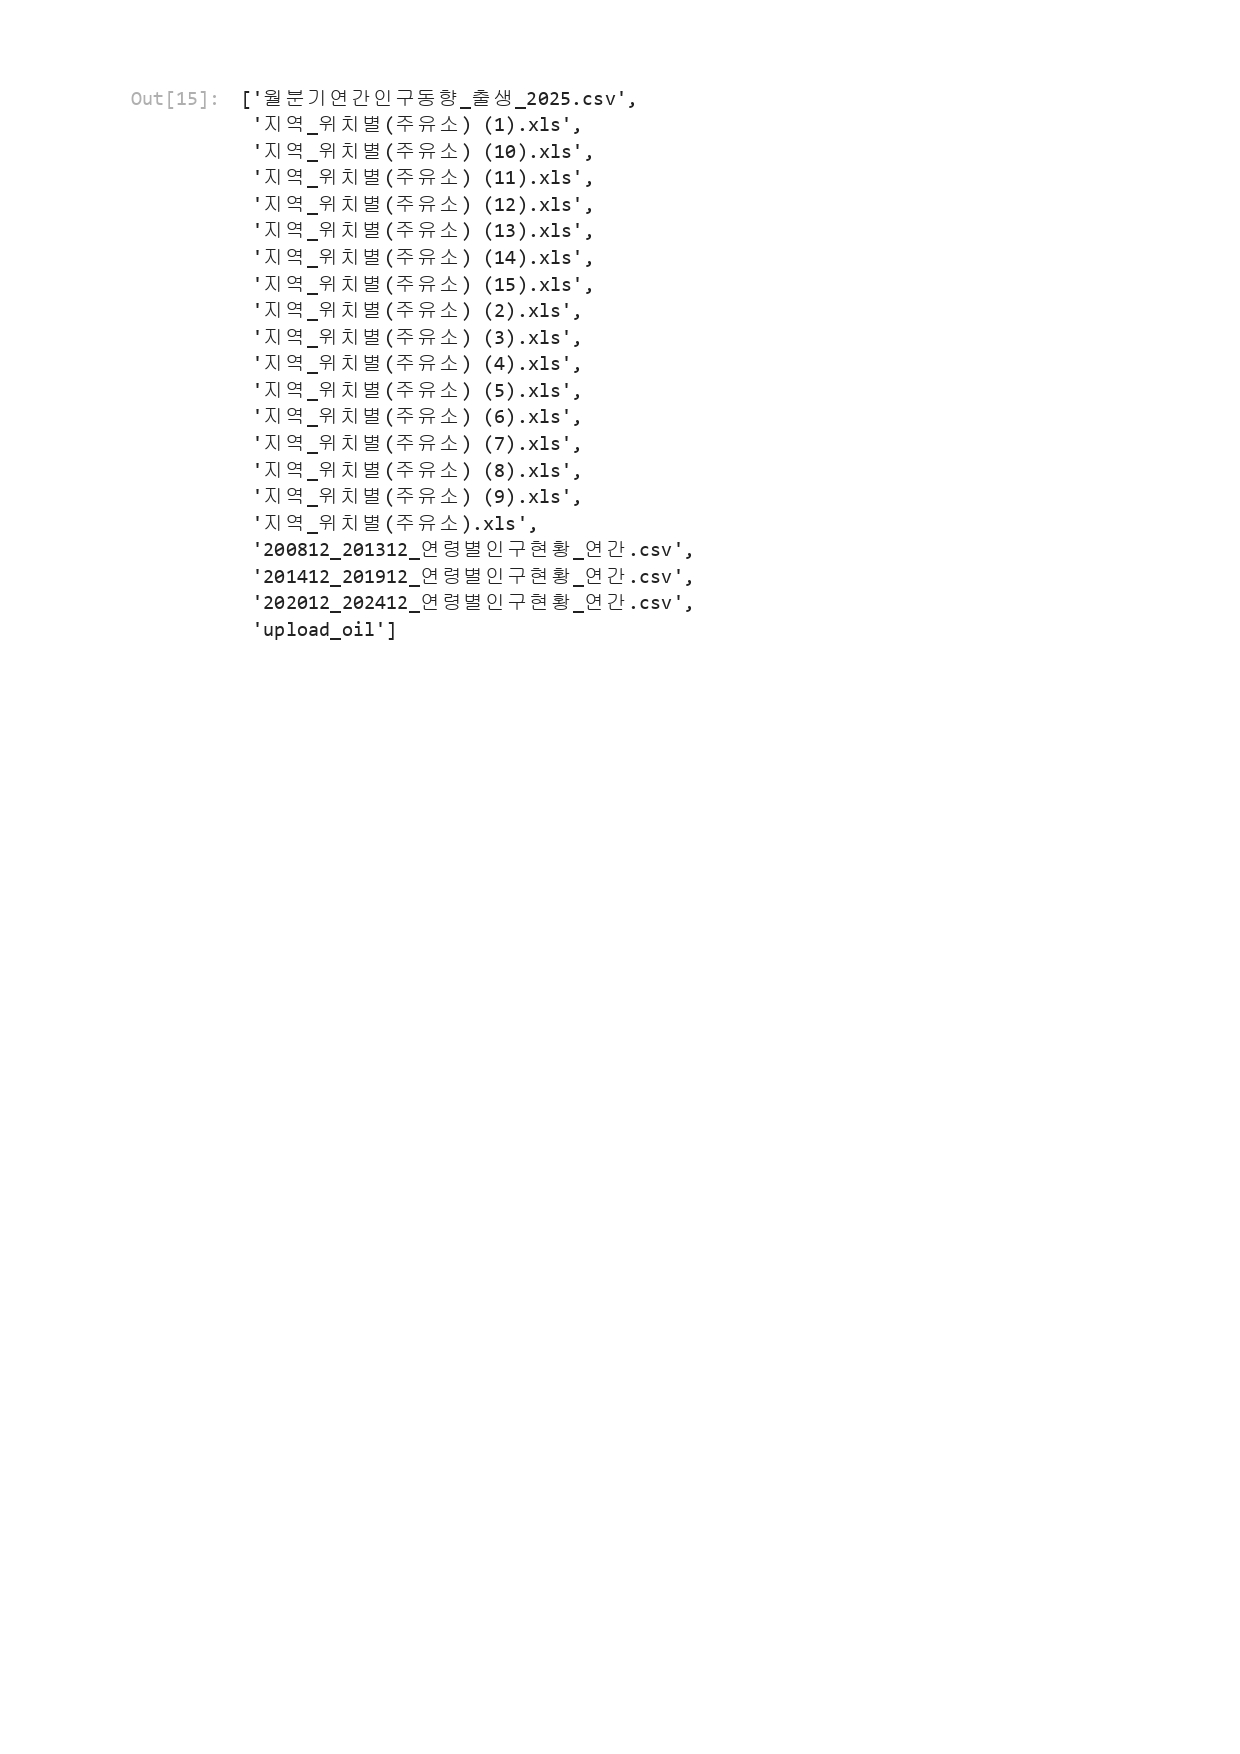 Out[15]: ['월분기연간인구동향_출생_2025.csv',
'지역_위치별(주유소) (1).xls',
'지역_위치별(주유소) (10).xls',
'지역_위치별(주유소) (11).xls',
'지역_위치별(주유소) (12).xls',
'지역_위치별(주유소) (13).xls',
'지역_위치별(주유소) (14).xls',
'지역_위치별(주유소) (15).xls',
'지역_위치별(주유소) (2).xls',
'지역_위치별(주유소) (3).xls',
'지역_위치별(주유소) (4).xls',
'지역_위치별(주유소) (5).xls',
'지역_위치별(주유소) (6).xls',
'지역_위치별(주유소) (7).xls',
'지역_위치별(주유소) (8).xls',
'지역_위치별(주유소) (9).xls',
'지역_위치별(주유소).xls',
'200812_201312_연령별인구현황_연간.csv',
'201412_201912_연령별인구현황_연간.csv',
'202012_202412_연령별인구현황_연간.csv',
'upload_oil']